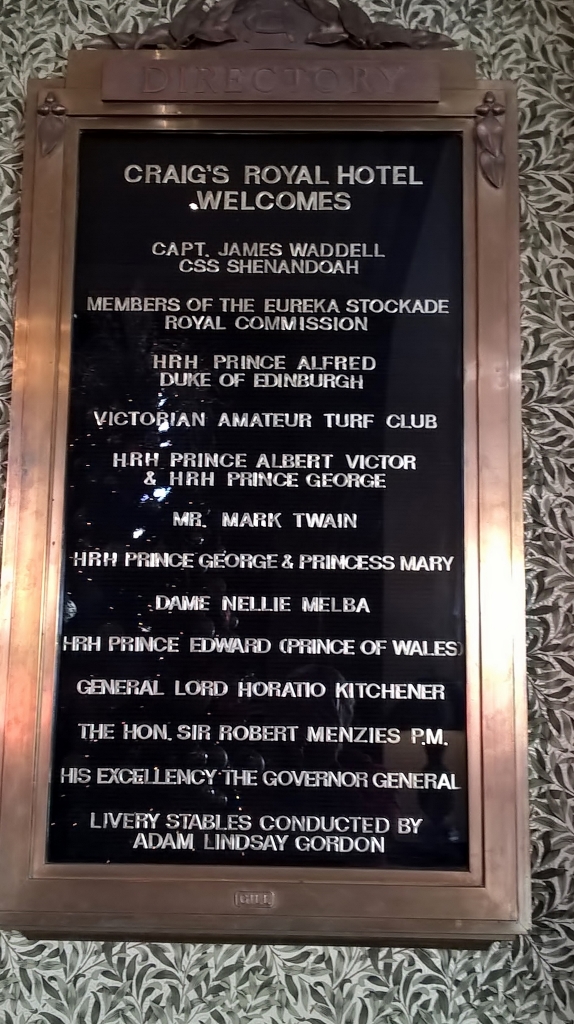 DIRECTORY
CRAIG'S ROYAL HOTEL
WELCOMES
CAPT. JAMES WADDELL
CSS SHENANDOAH
MEMBERS OF THE EUREKA STOCKADE
ROYAL COMMISSION
HRH PRINCE ALFRED
DUKE OF EDINBURGH
VICTORIAN AMATEUR TURF CLUB
HRH PRINCE ALBERT VICTOR
& HRH PRINCE GEORGE
MR. MARK TWAIN
HRH PRINCE GEORGE & PRINCESS MARY
DAME NELLIE MELBA
HRH PRINCE EDWARD (PRINCE OF WALES)
GENERAL LORD HORATIO KITCHENER
THE HON. SIR ROBERT MENZIES P.M.
HIS EXCELLENCY THE GOVERNOR GENERAL
LIVERY STABLES CONDUCTED BY
ADAM LINDSAY GORDON
GILL